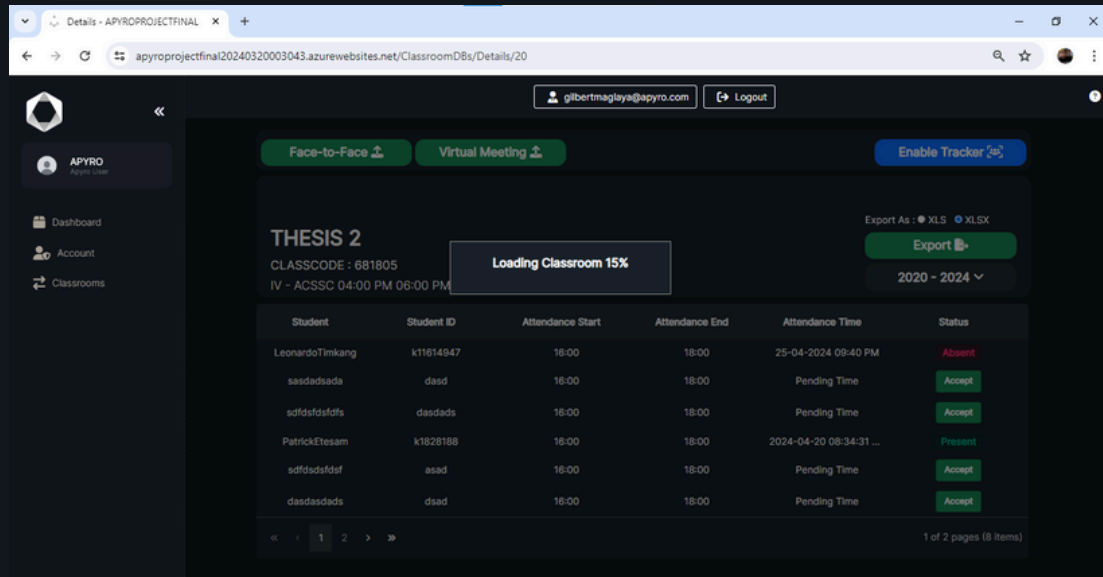 Details - APYROPROJECTFINAL
apyroprojectfinal20240320003043.azurewebsites.net/ClassroomDBs/Details/20
gilbertmaglaya@apyro.com Logout
APYRO
Apyro User
Dashboard
Account
Classrooms
Face-to-Face Virtual Meeting Enable Tracker
Export As : XLS XLSX
THESIS 2
Export
CLASSCODE : 681805
Loading Classroom 15%
2020 - 2024
IV - ACSSC 04:00 PM 06:00 PM
Student Student ID Attendance Start Attendance End Attendance Time Status
LeonardoTimkang k11614947 16:00 18:00 25-04-2024 09:40 PM Absent
sasdadsada dasd 16:00 18:00 Pending Time Accept
sdfdsfdsfdfs dasdads 16:00 18:00 Pending Time Accept
PatrickEtesam k1828188 16:00 18:00 2024-04-20 08:34:31 ... Present
sdfdsdsfdsf asad 16:00 18:00 Pending Time Accept
dasdasdads dsad 16:00 18:00 Pending Time Accept
« ‹ 1 2 › » 1 of 2 pages (8 items)